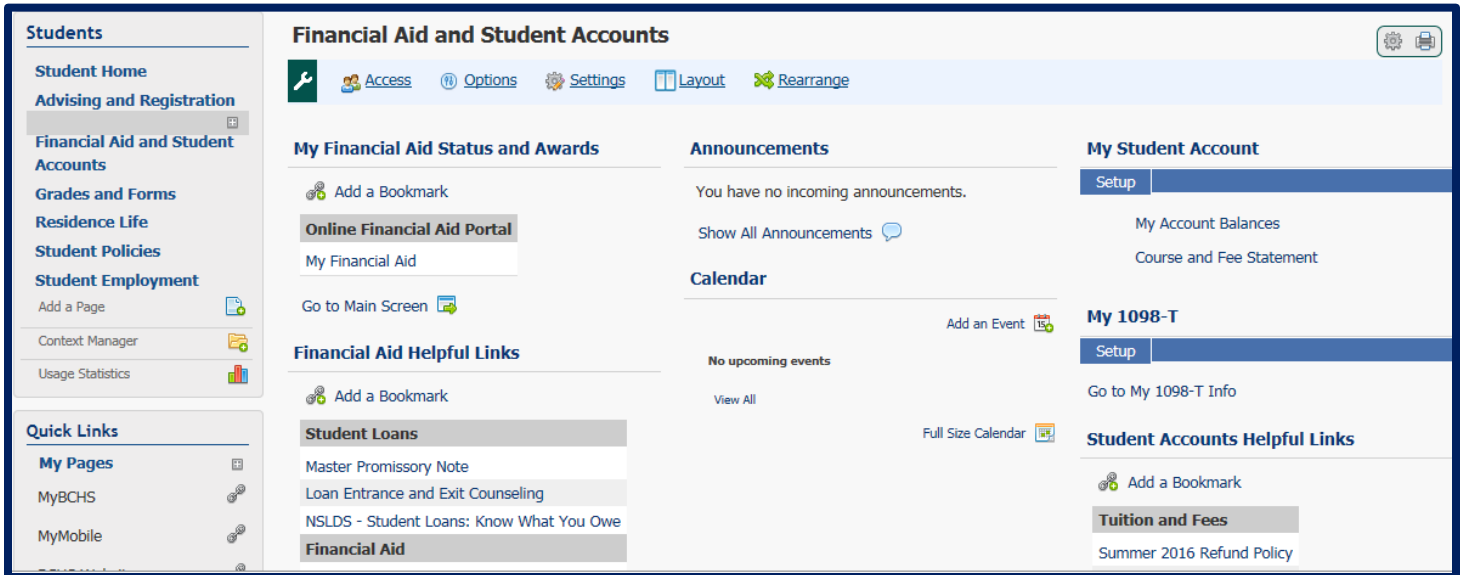 Students
Student Home
Advising and Registration
Financial Aid and Student
Accounts
Grades and Forms
Residence Life
Student Policies
Student Employment
Add a Page
Context Manager
Usage Statistics
Quick Links
My Pages
MyBCHS
MyMobile
Financial Aid and Student Accounts
Access Options Settings Layout Rearrange
My Financial Aid Status and Awards
Add a Bookmark
Online Financial Aid Portal
My Financial Aid
Go to Main Screen
Financial Aid Helpful Links
Add a Bookmark
Student Loans
Master Promissory Note
Loan Entrance and Exit Counseling
NSLDS - Student Loans: Know What You Owe
Financial Aid
Announcements
You have no incoming announcements.
Show All Announcements
Calendar
Add an Event
No upcoming events
View All
Full Size Calendar
My Student Account
Setup
My Account Balances
Course and Fee Statement
My 1098-T
Setup
Go to My 1098-T Info
Student Accounts Helpful Links
Add a Bookmark
Tuition and Fees
Summer 2016 Refund Policy